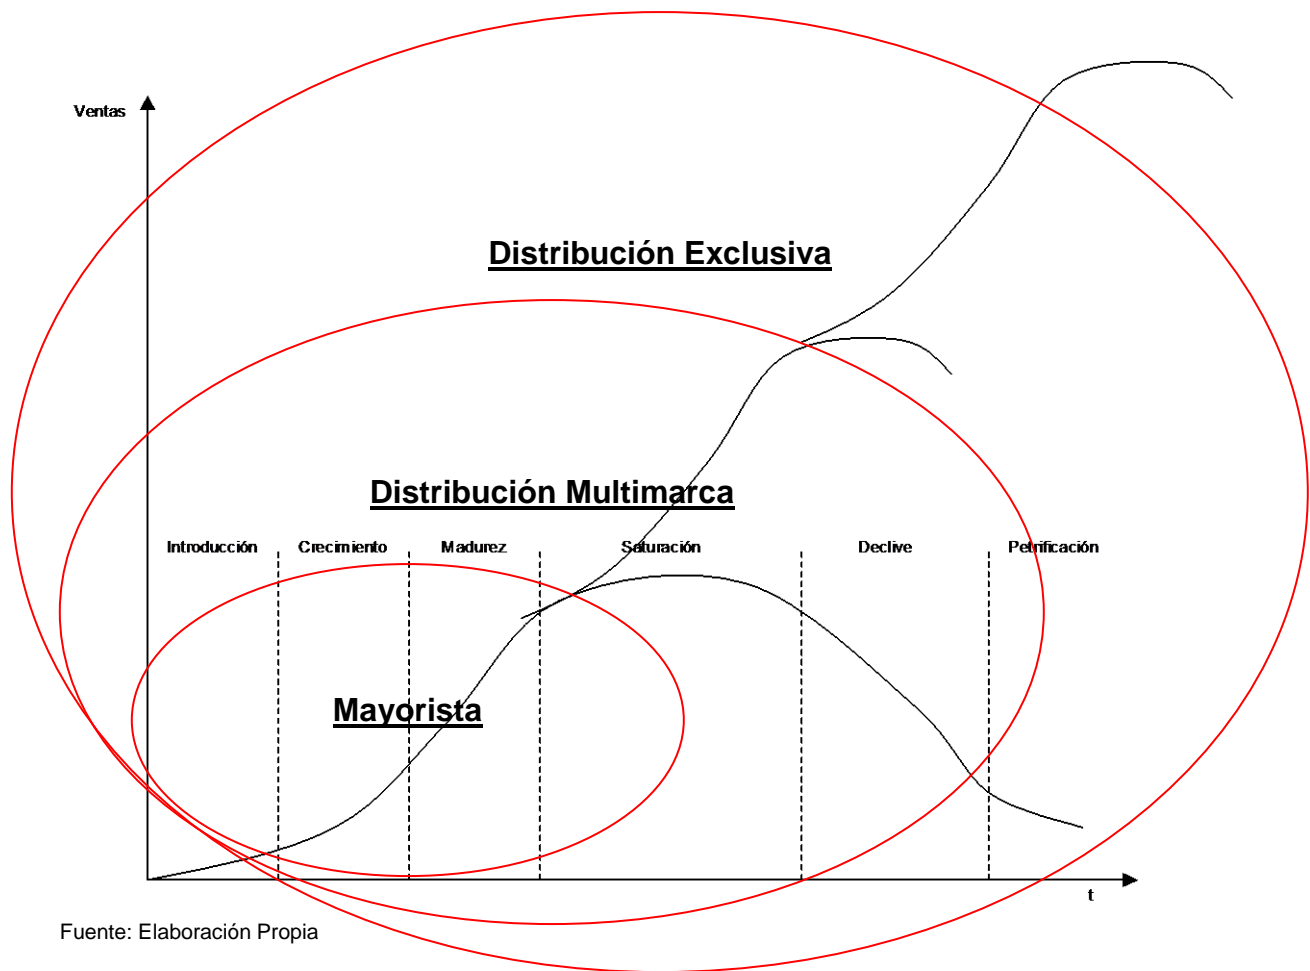 Ventas
Distribución Exclusiva
Distribución Multimarca
Introducción Crecimiento Madurez Saturación Declive Petrificación
Mayorista
t
Fuente: Elaboración Propia